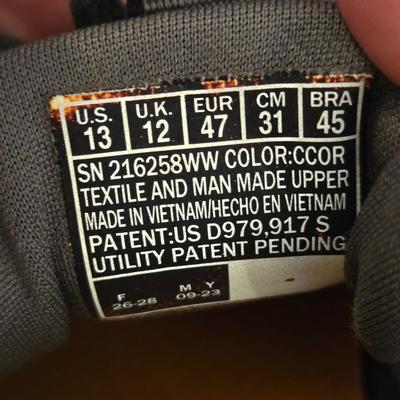 U.S. U.K. EUR CM BRA
13 12 47 31 45
SN 216258WW COLOR:CCOR
TEXTILE AND MAN MADE UPPER
MADE IN VIETNAM/HECHO EN VIETNAM
PATENT:US D979,917 S
UTILITY PATENT PENDING
F M Y
26-28 09-23